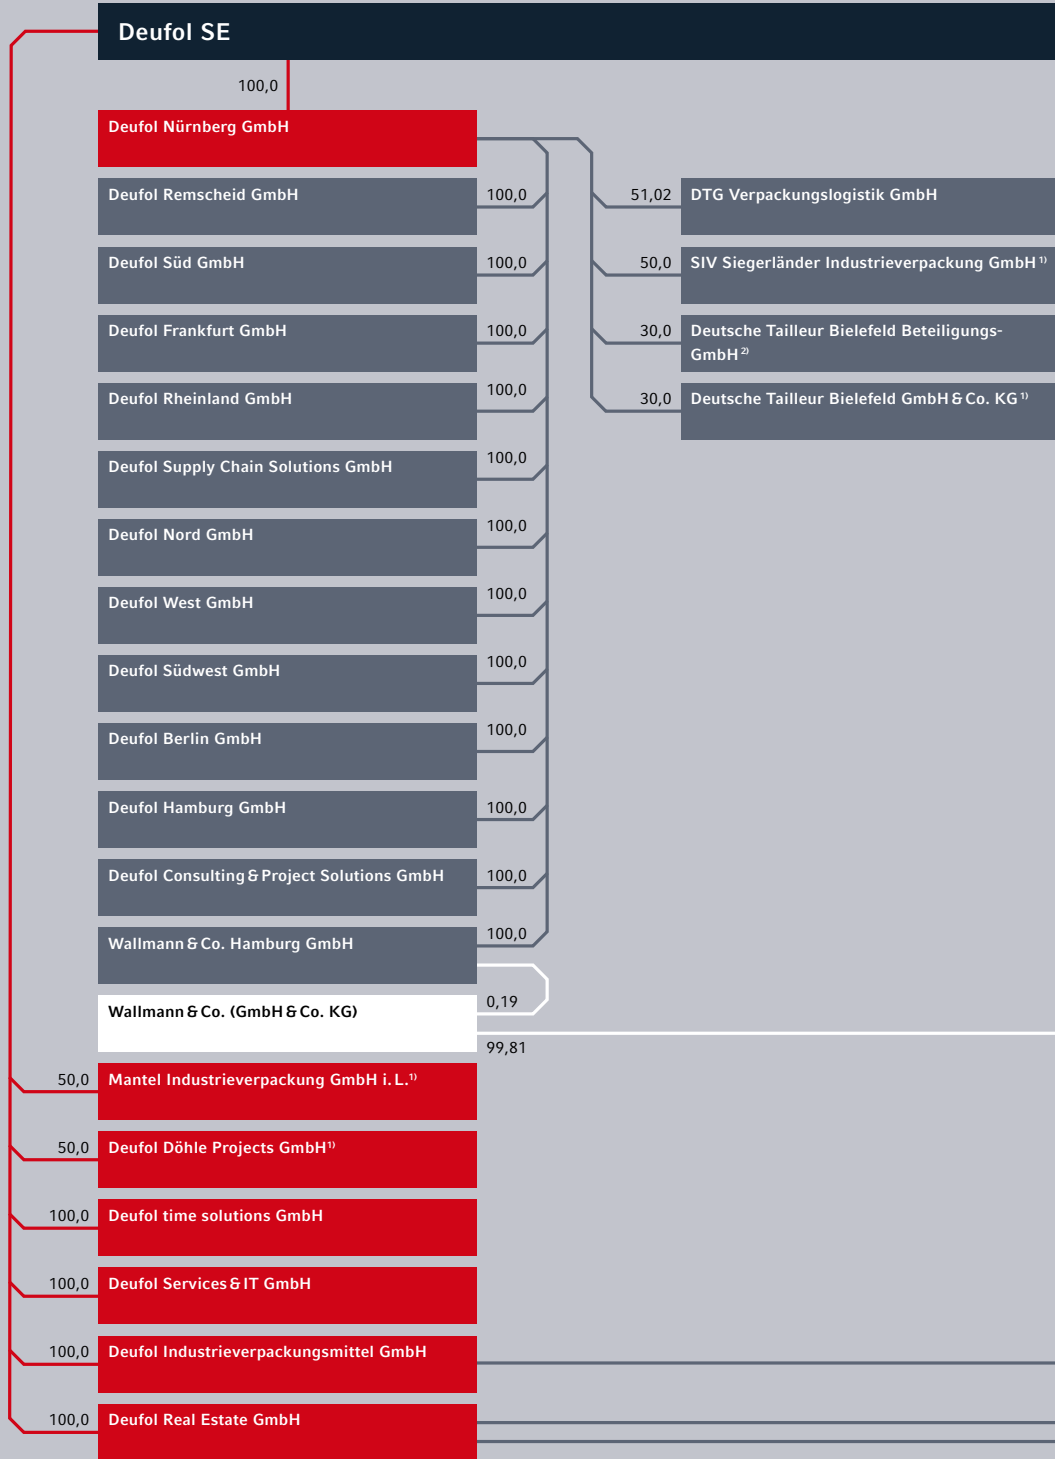 Deufol SE
100,0
Deufol Nürnberg GmbH
Deufol Remscheid GmbH
100,0
51,02
DTG Verpackungslogistik GmbH
Deufol Süd GmbH
100,0
50,0
SIV Siegerländer Industrieverpackung GmbH 1)
Deufol Frankfurt GmbH
100,0
30,0
Deutsche Tailleur Bielefeld Beteiligungs-
GmbH 2)
Deufol Rheinland GmbH
100,0
30,0
Deutsche Tailleur Bielefeld GmbH & Co. KG 1)
Deufol Supply Chain Solutions GmbH
100,0
Deufol Nord GmbH
100,0
Deufol West GmbH
100,0
Deufol Südwest GmbH
100,0
Deufol Berlin GmbH
100,0
Deufol Hamburg GmbH
100,0
Deufol Consulting & Project Solutions GmbH
100,0
Wallmann & Co. Hamburg GmbH
100,0
Wallmann & Co. (GmbH & Co. KG)
0,19
99,81
50,0
Mantel Industrieverpackung GmbH i. L.1)
50,0
Deufol Döhle Projects GmbH1)
100,0
Deufol time solutions GmbH
100,0
Deufol Services & IT GmbH
100,0
Deufol Industrieverpackungsmittel GmbH
100,0
Deufol Real Estate GmbH